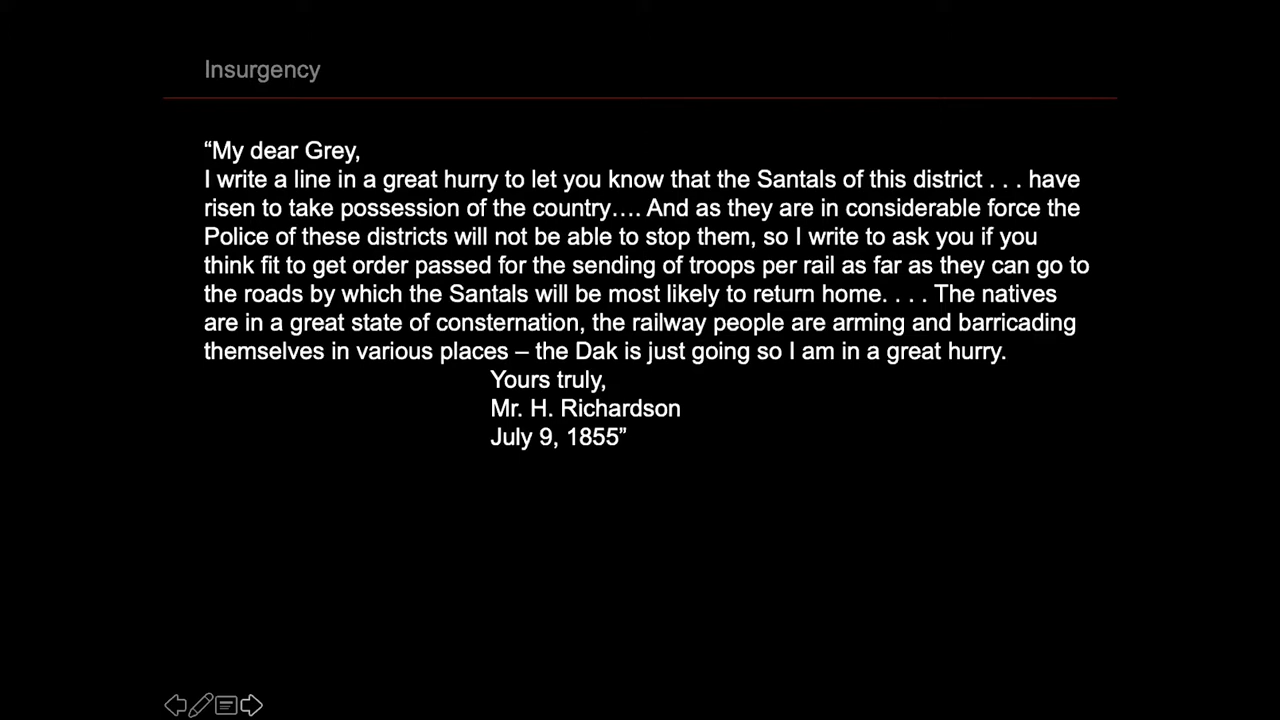 Insurgency
“My dear Grey,
I write a line in a great hurry to let you know that the Santals of this district . . . have
risen to take possession of the country…. And as they are in considerable force the
Police of these districts will not be able to stop them, so I write to ask you if you
think fit to get order passed for the sending of troops per rail as far as they can go to
the roads by which the Santals will be most likely to return home. . . . The natives
are in a great state of consternation, the railway people are arming and barricading
themselves in various places – the Dak is just going so I am in a great hurry.
Yours truly,
Mr. H. Richardson
July 9, 1855”